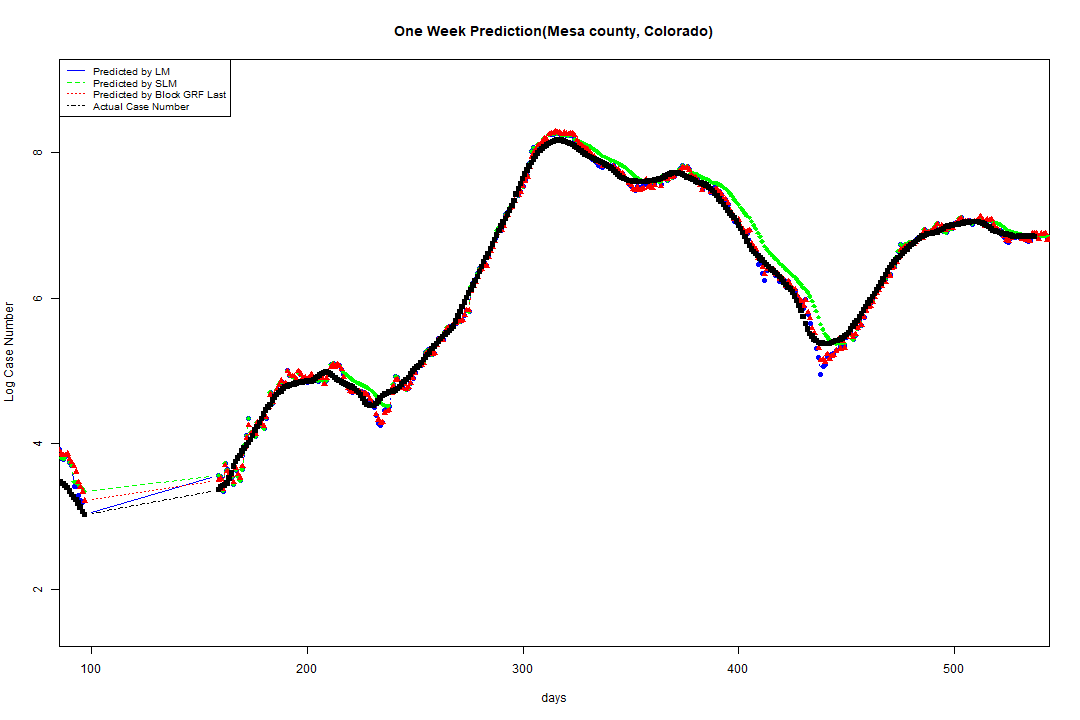 One Week Prediction(Mesa county, Colorado)
Predicted by LM
Predicted by SLM
Predicted by Block GRF Last
Actual Case Number
8
6
4
2
Log Case Number
100 200 300 400 500
days